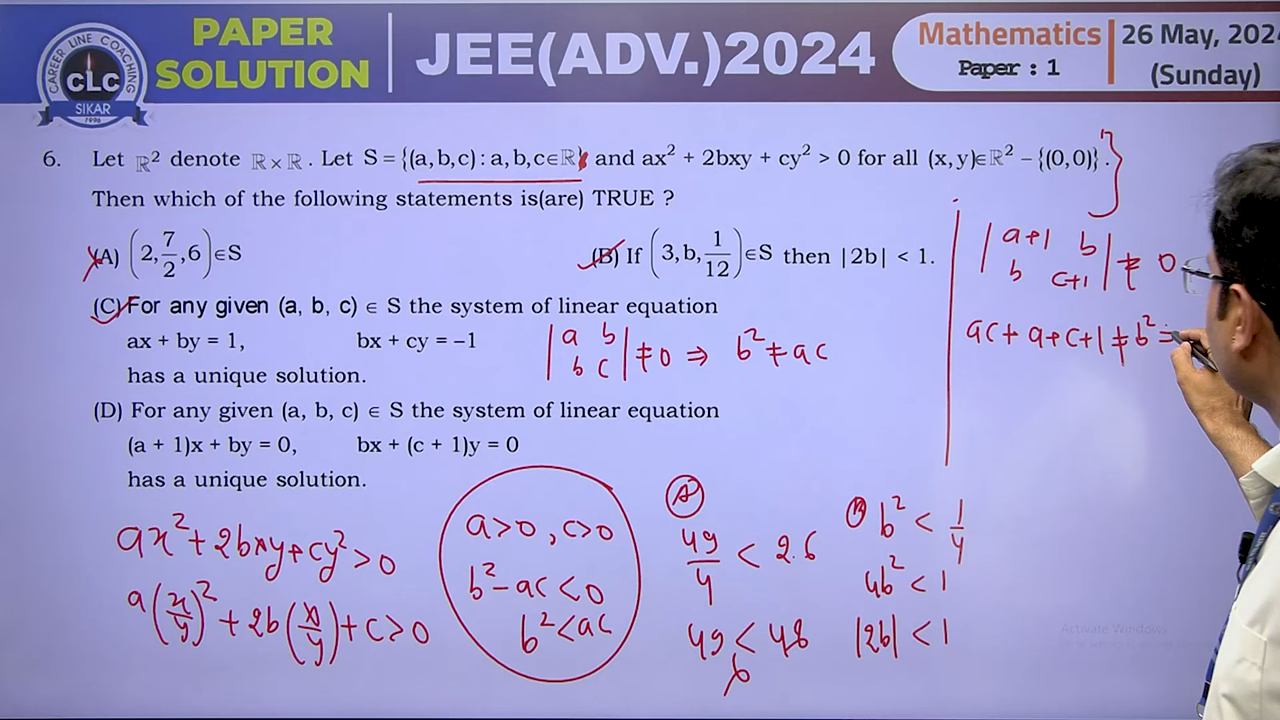 CAREER LINE COACHING
CLC
SIKAR
1996
PAPER
SOLUTION
JEE(ADV.)2024
Mathematics
Paper : 1
26 May, 202
(Sunday)
6. Let ℝ² denote ℝ×ℝ. Let S = {(a,b,c) : a,b,c∈ℝ} and ax² + 2bxy + cy² > 0 for all (x,y)∈ℝ² − {(0,0)}.
Then which of the following statements is(are) TRUE ?
(A) (2, 7/2, 6)∈S
(B) If (3, b, 1/12)∈S then |2b| < 1.
(C) For any given (a, b, c) ∈ S the system of linear equation
ax + by = 1, bx + cy = −1
has a unique solution.
(D) For any given (a, b, c) ∈ S the system of linear equation
(a + 1)x + by = 0, bx + (c + 1)y = 0
has a unique solution.
|a b; b c| ≠ 0 ⇒ b² ≠ ac
|a+1 b; b c+1| ≠ 0
ac + a + c + 1 ≠ b² =
ax² + 2bxy + cy² > 0
a(x/y)² + 2b(x/y) + c > 0
a>0, c>0
b² − ac < 0
b² < ac
(A)
49/4 < 2.6
49 < 48
(B) b² < 1/4
4b² < 1
|2b| < 1
Activate Windows